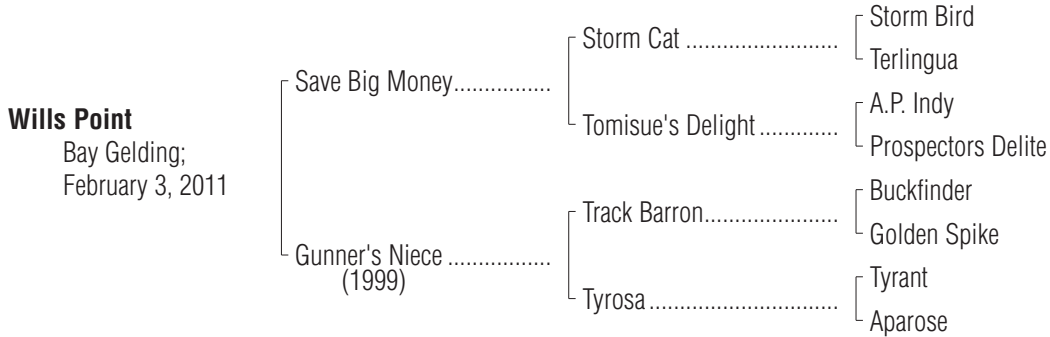 Wills Point
Bay Gelding;
February 3, 2011
Save Big Money.................
Gunner's Niece .................
(1999)
Storm Cat .........................
Tomisue's Delight .............
Track Barron......................
Tyrosa ...............................
Storm Bird
Terlingua
A.P. Indy
Prospectors Delite
Buckfinder
Golden Spike
Tyrant
Aparose